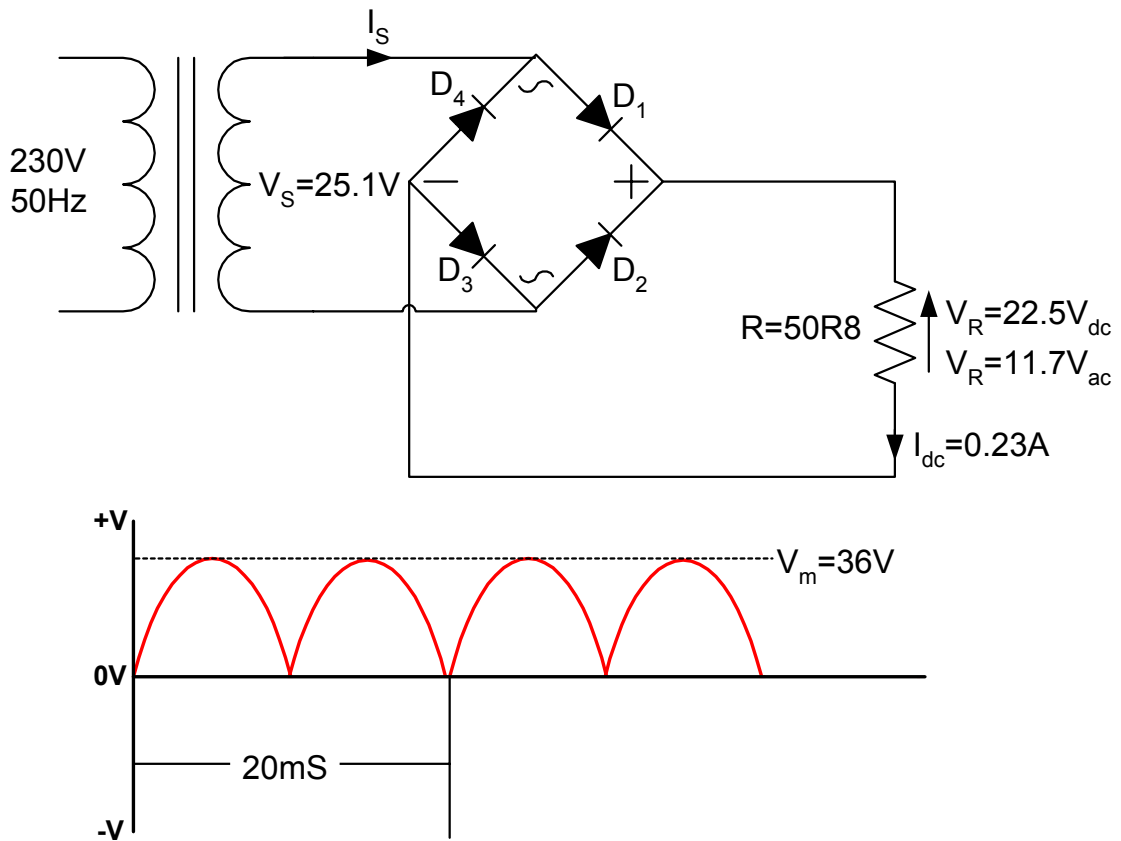 I_S
D_4
D_1
230V
50Hz
V_S=25.1V
−
+
D_3
D_2
R=50R8
V_R=22.5V_dc
V_R=11.7V_ac
I_dc=0.23A
+V
V_m=36V
0V
20mS
-V